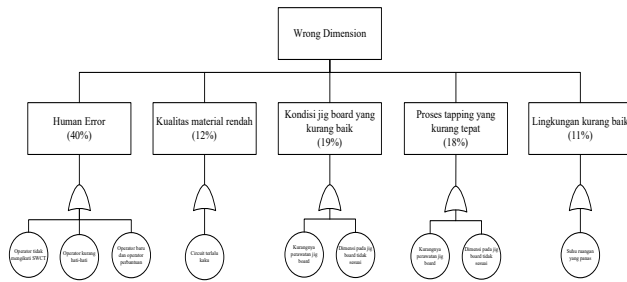 Wrong Dimension
Human Error
(40%)
Kualitas material rendah
(12%)
Kondisi jig board yang
kurang baik
(19%)
Proses tapping yang
kurang tepat
(18%)
Lingkungan kurang baik
(11%)
Operator tidak
mengikuti SWCT
Operator kurang
hati-hati
Operator baru
dan operator
perbantuan
Circuit terlalu
kaku
Kurangnya
perawatan jig
board
Dimensi pada jig
board tidak
sesuai
Kurangnya
perawatan jig
board
Dimensi pada jig
board tidak
sesuai
Suhu ruangan
yang panas